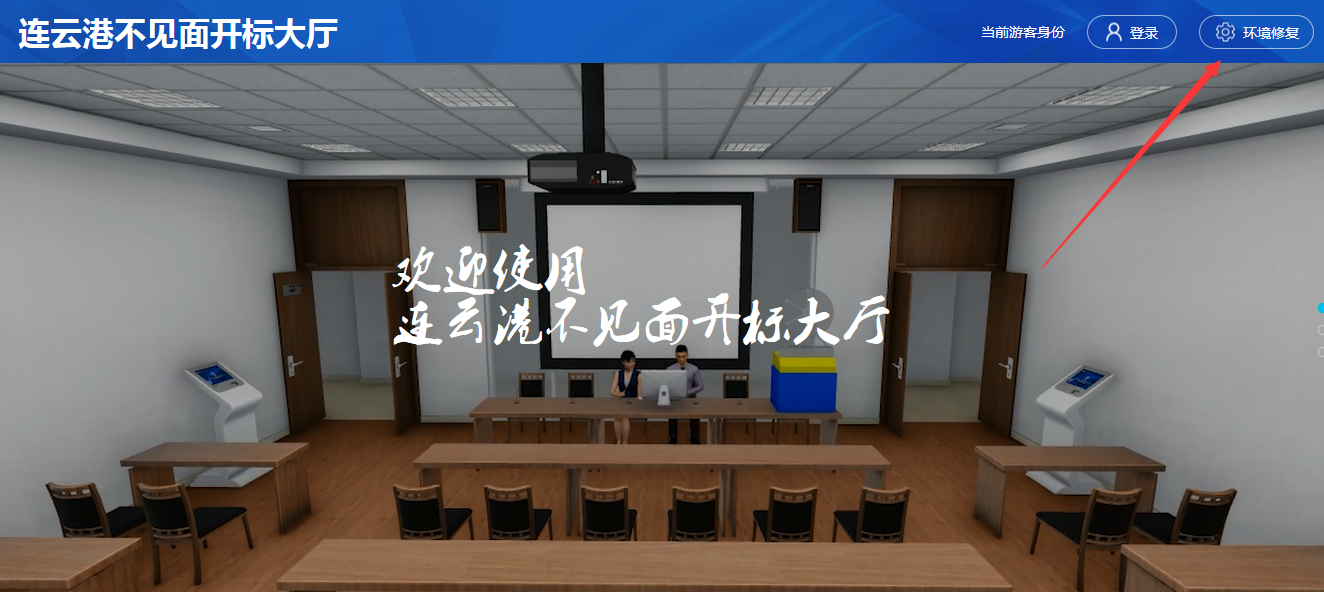 连云港不见面开标大厅
当前游客身份
登录
环境修复
欢迎使用
连云港不见面开标大厅